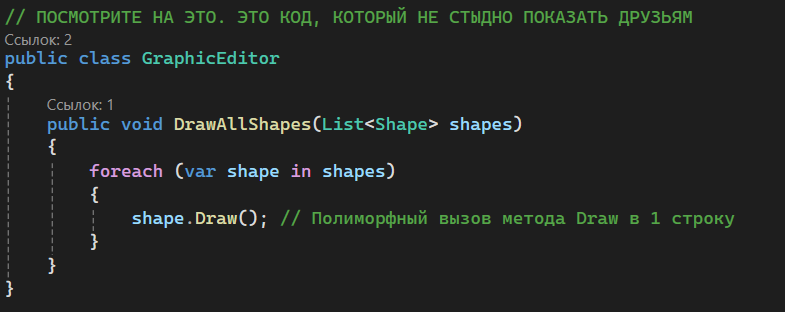 // ПОСМОТРИТЕ НА ЭТО. ЭТО КОД, КОТОРЫЙ НЕ СТЫДНО ПОКАЗАТЬ ДРУЗЬЯМ
Ссылок: 2
public class GraphicEditor
{
Ссылок: 1
public void DrawAllShapes(List<Shape> shapes)
{
foreach (var shape in shapes)
{
shape.Draw(); // Полиморфный вызов метода Draw в 1 строку
}
}
}